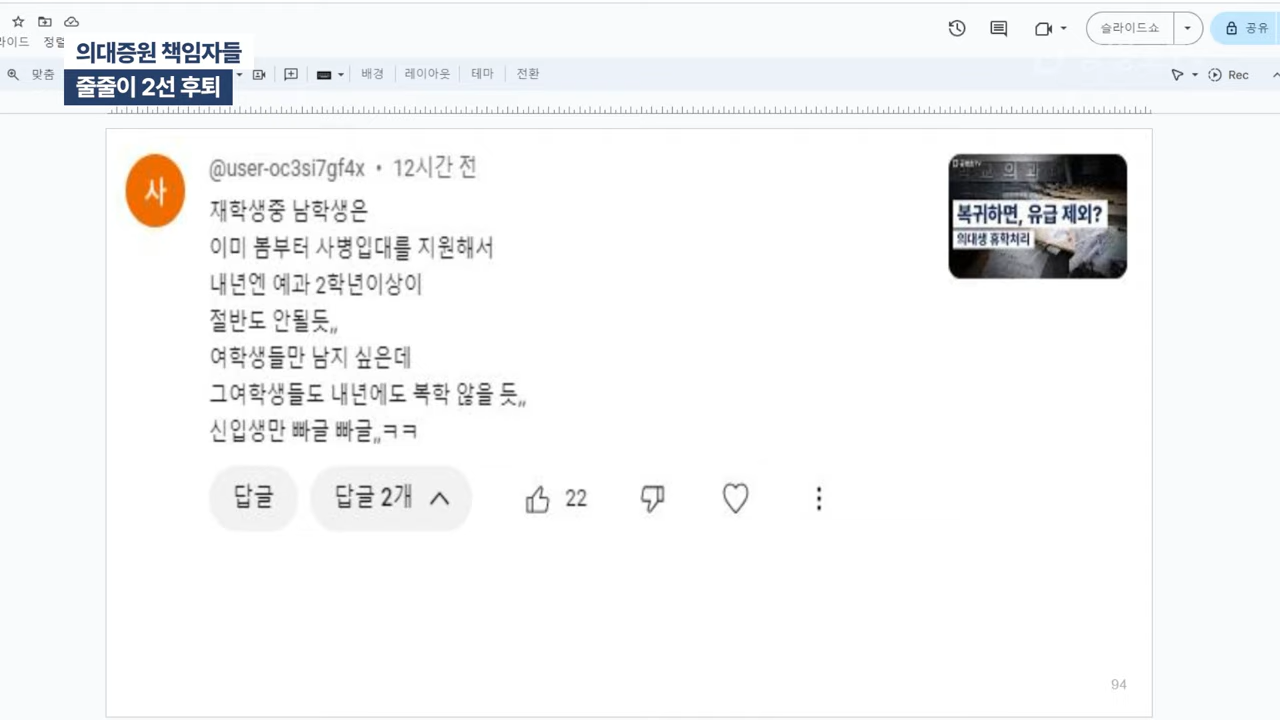 라이드
정렬
의대증원 책임자들
줄줄이 2선 후퇴
슬라이드쇼
공유
맞춤
배경
레이아웃
테마
전환
Rec
사
@user-oc3si7gf4x • 12시간 전
재학생중 남학생은
이미 봄부터 사병입대를 지원해서
내년엔 예과 2학년이상이
절반도 안될듯,,
여학생들만 남지 싶은데
그여학생들도 내년에도 복학 않을 듯,,
신입생만 빠글 빠글,,ㅋㅋ
답글
답글 2개
22
복귀하면, 유급 제외?
의대생 휴학처리
94